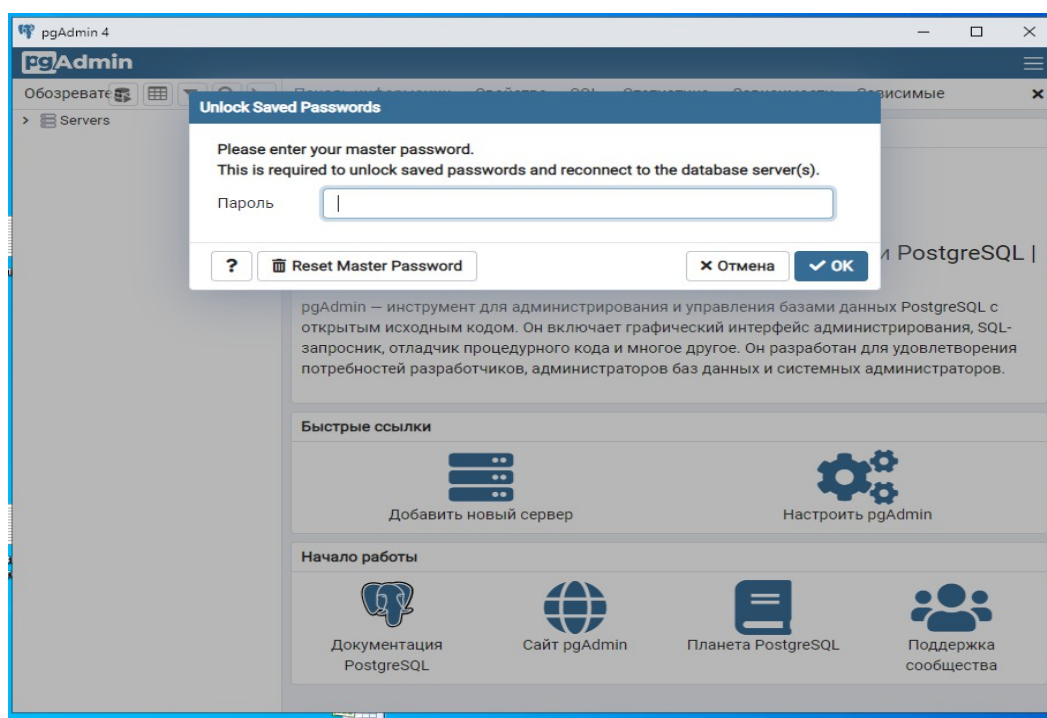 pgAdmin 4
pgAdmin
Обозревате
Зависимые
Servers
Unlock Saved Passwords
Please enter your master password.
This is required to unlock saved passwords and reconnect to the database server(s).
Пароль
?
Reset Master Password
Отмена
OK
и PostgreSQL |
pgAdmin — инструмент для администрирования и управления базами данных PostgreSQL с
открытым исходным кодом. Он включает графический интерфейс администрирования, SQL-
запросник, отладчик процедурного кода и многое другое. Он разработан для удовлетворения
потребностей разработчиков, администраторов баз данных и системных администраторов.
Быстрые ссылки
Добавить новый сервер
Настроить pgAdmin
Начало работы
Документация
PostgreSQL
Сайт pgAdmin
Планета PostgreSQL
Поддержка
сообщества